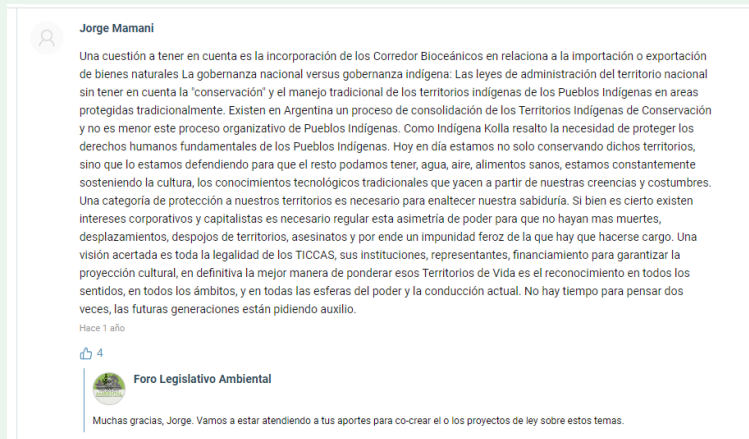 Jorge Mamani
Una cuestión a tener en cuenta es la incorporación de los Corredor Bioceánicos en relaciona a la importación o exportación
de bienes naturales La gobernanza nacional versus gobernanza indígena: Las leyes de administración del territorio nacional
sin tener en cuenta la "conservación" y el manejo tradicional de los territorios indígenas de los Pueblos Indígenas en areas
protegidas tradicionalmente. Existen en Argentina un proceso de consolidación de los Territorios Indígenas de Conservación
y no es menor este proceso organizativo de Pueblos Indígenas. Como Indígena Kolla resalto la necesidad de proteger los
derechos humanos fundamentales de los Pueblos Indígenas. Hoy en día estamos no solo conservando dichos territorios,
sino que lo estamos defendiendo para que el resto podamos tener, agua, aire, alimentos sanos, estamos constantemente
sosteniendo la cultura, los conocimientos tecnológicos tradicionales que yacen a partir de nuestras creencias y costumbres.
Una categoría de protección a nuestros territorios es necesario para enaltecer nuestra sabiduría. Si bien es cierto existen
intereses corporativos y capitalistas es necesario regular esta asimetría de poder para que no hayan mas muertes,
desplazamientos, despojos de territorios, asesinatos y por ende un impunidad feroz de la que hay que hacerse cargo. Una
visión acertada es toda la legalidad de los TICCAS, sus instituciones, representantes, financiamiento para garantizar la
proyección cultural, en definitiva la mejor manera de ponderar esos Territorios de Vida es el reconocimiento en todos los
sentidos, en todos los ámbitos, y en todas las esferas del poder y la conducción actual. No hay tiempo para pensar dos
veces, las futuras generaciones están pidiendo auxilio.
Hace 1 año
4
Foro Legislativo Ambiental
Muchas gracias, Jorge. Vamos a estar atendiendo a tus aportes para co-crear el o los proyectos de ley sobre estos temas.